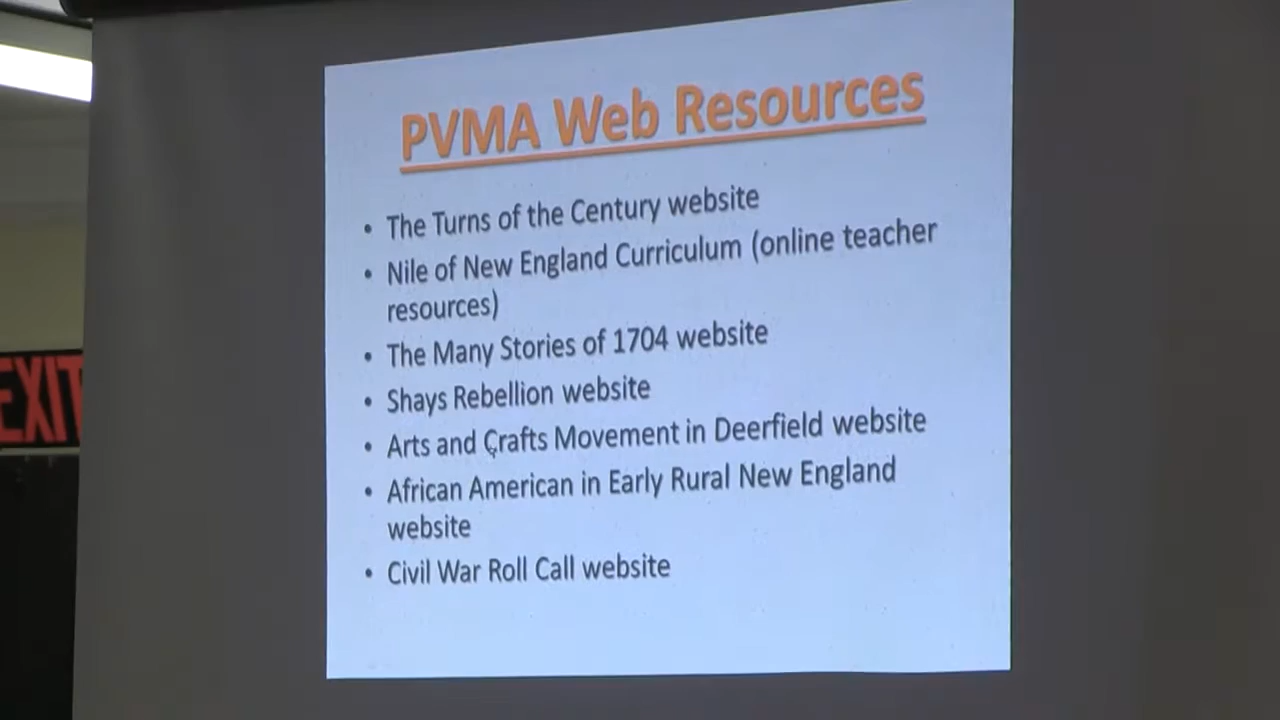 PVMA Web Resources
• The Turns of the Century website
• Nile of New England Curriculum (online teacher
resources)
• The Many Stories of 1704 website
• Shays Rebellion website
• Arts and Crafts Movement in Deerfield website
• African American in Early Rural New England
website
• Civil War Roll Call website
EXIT